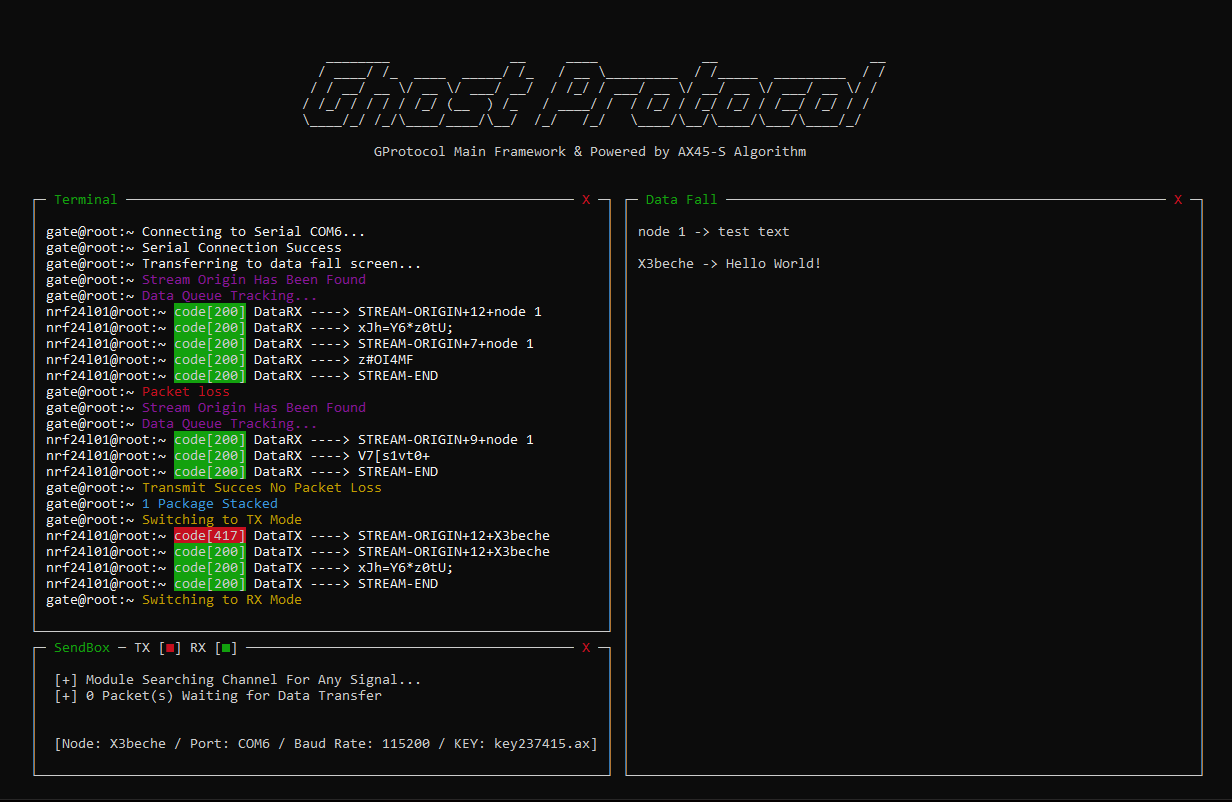 Ghost Protocol
GProtocol Main Framework & Powered by AX45-S Algorithm
Terminal X
gate@root:~ Connecting to Serial COM6...
gate@root:~ Serial Connection Success
gate@root:~ Transferring to data fall screen...
gate@root:~ Stream Origin Has Been Found
gate@root:~ Data Queue Tracking...
nrf24l01@root:~ code[200] DataRX ----> STREAM-ORIGIN+12+node 1
nrf24l01@root:~ code[200] DataRX ----> xJh=Y6*z0tU;
nrf24l01@root:~ code[200] DataRX ----> STREAM-ORIGIN+7+node 1
nrf24l01@root:~ code[200] DataRX ----> z#OI4MF
nrf24l01@root:~ code[200] DataRX ----> STREAM-END
gate@root:~ Packet loss
gate@root:~ Stream Origin Has Been Found
gate@root:~ Data Queue Tracking...
nrf24l01@root:~ code[200] DataRX ----> STREAM-ORIGIN+9+node 1
nrf24l01@root:~ code[200] DataRX ----> V7[s1vt0+
nrf24l01@root:~ code[200] DataRX ----> STREAM-END
gate@root:~ Transmit Succes No Packet Loss
gate@root:~ 1 Package Stacked
gate@root:~ Switching to TX Mode
nrf24l01@root:~ code[417] DataTX ----> STREAM-ORIGIN+12+X3beche
nrf24l01@root:~ code[200] DataTX ----> STREAM-ORIGIN+12+X3beche
nrf24l01@root:~ code[200] DataTX ----> xJh=Y6*z0tU;
nrf24l01@root:~ code[200] DataTX ----> STREAM-END
gate@root:~ Switching to RX Mode
SendBox — TX [■] RX [■] X
[+] Module Searching Channel For Any Signal...
[+] 0 Packet(s) Waiting for Data Transfer
[Node: X3beche / Port: COM6 / Baud Rate: 115200 / KEY: key237415.ax]
Data Fall X
node 1 -> test text
X3beche -> Hello World!